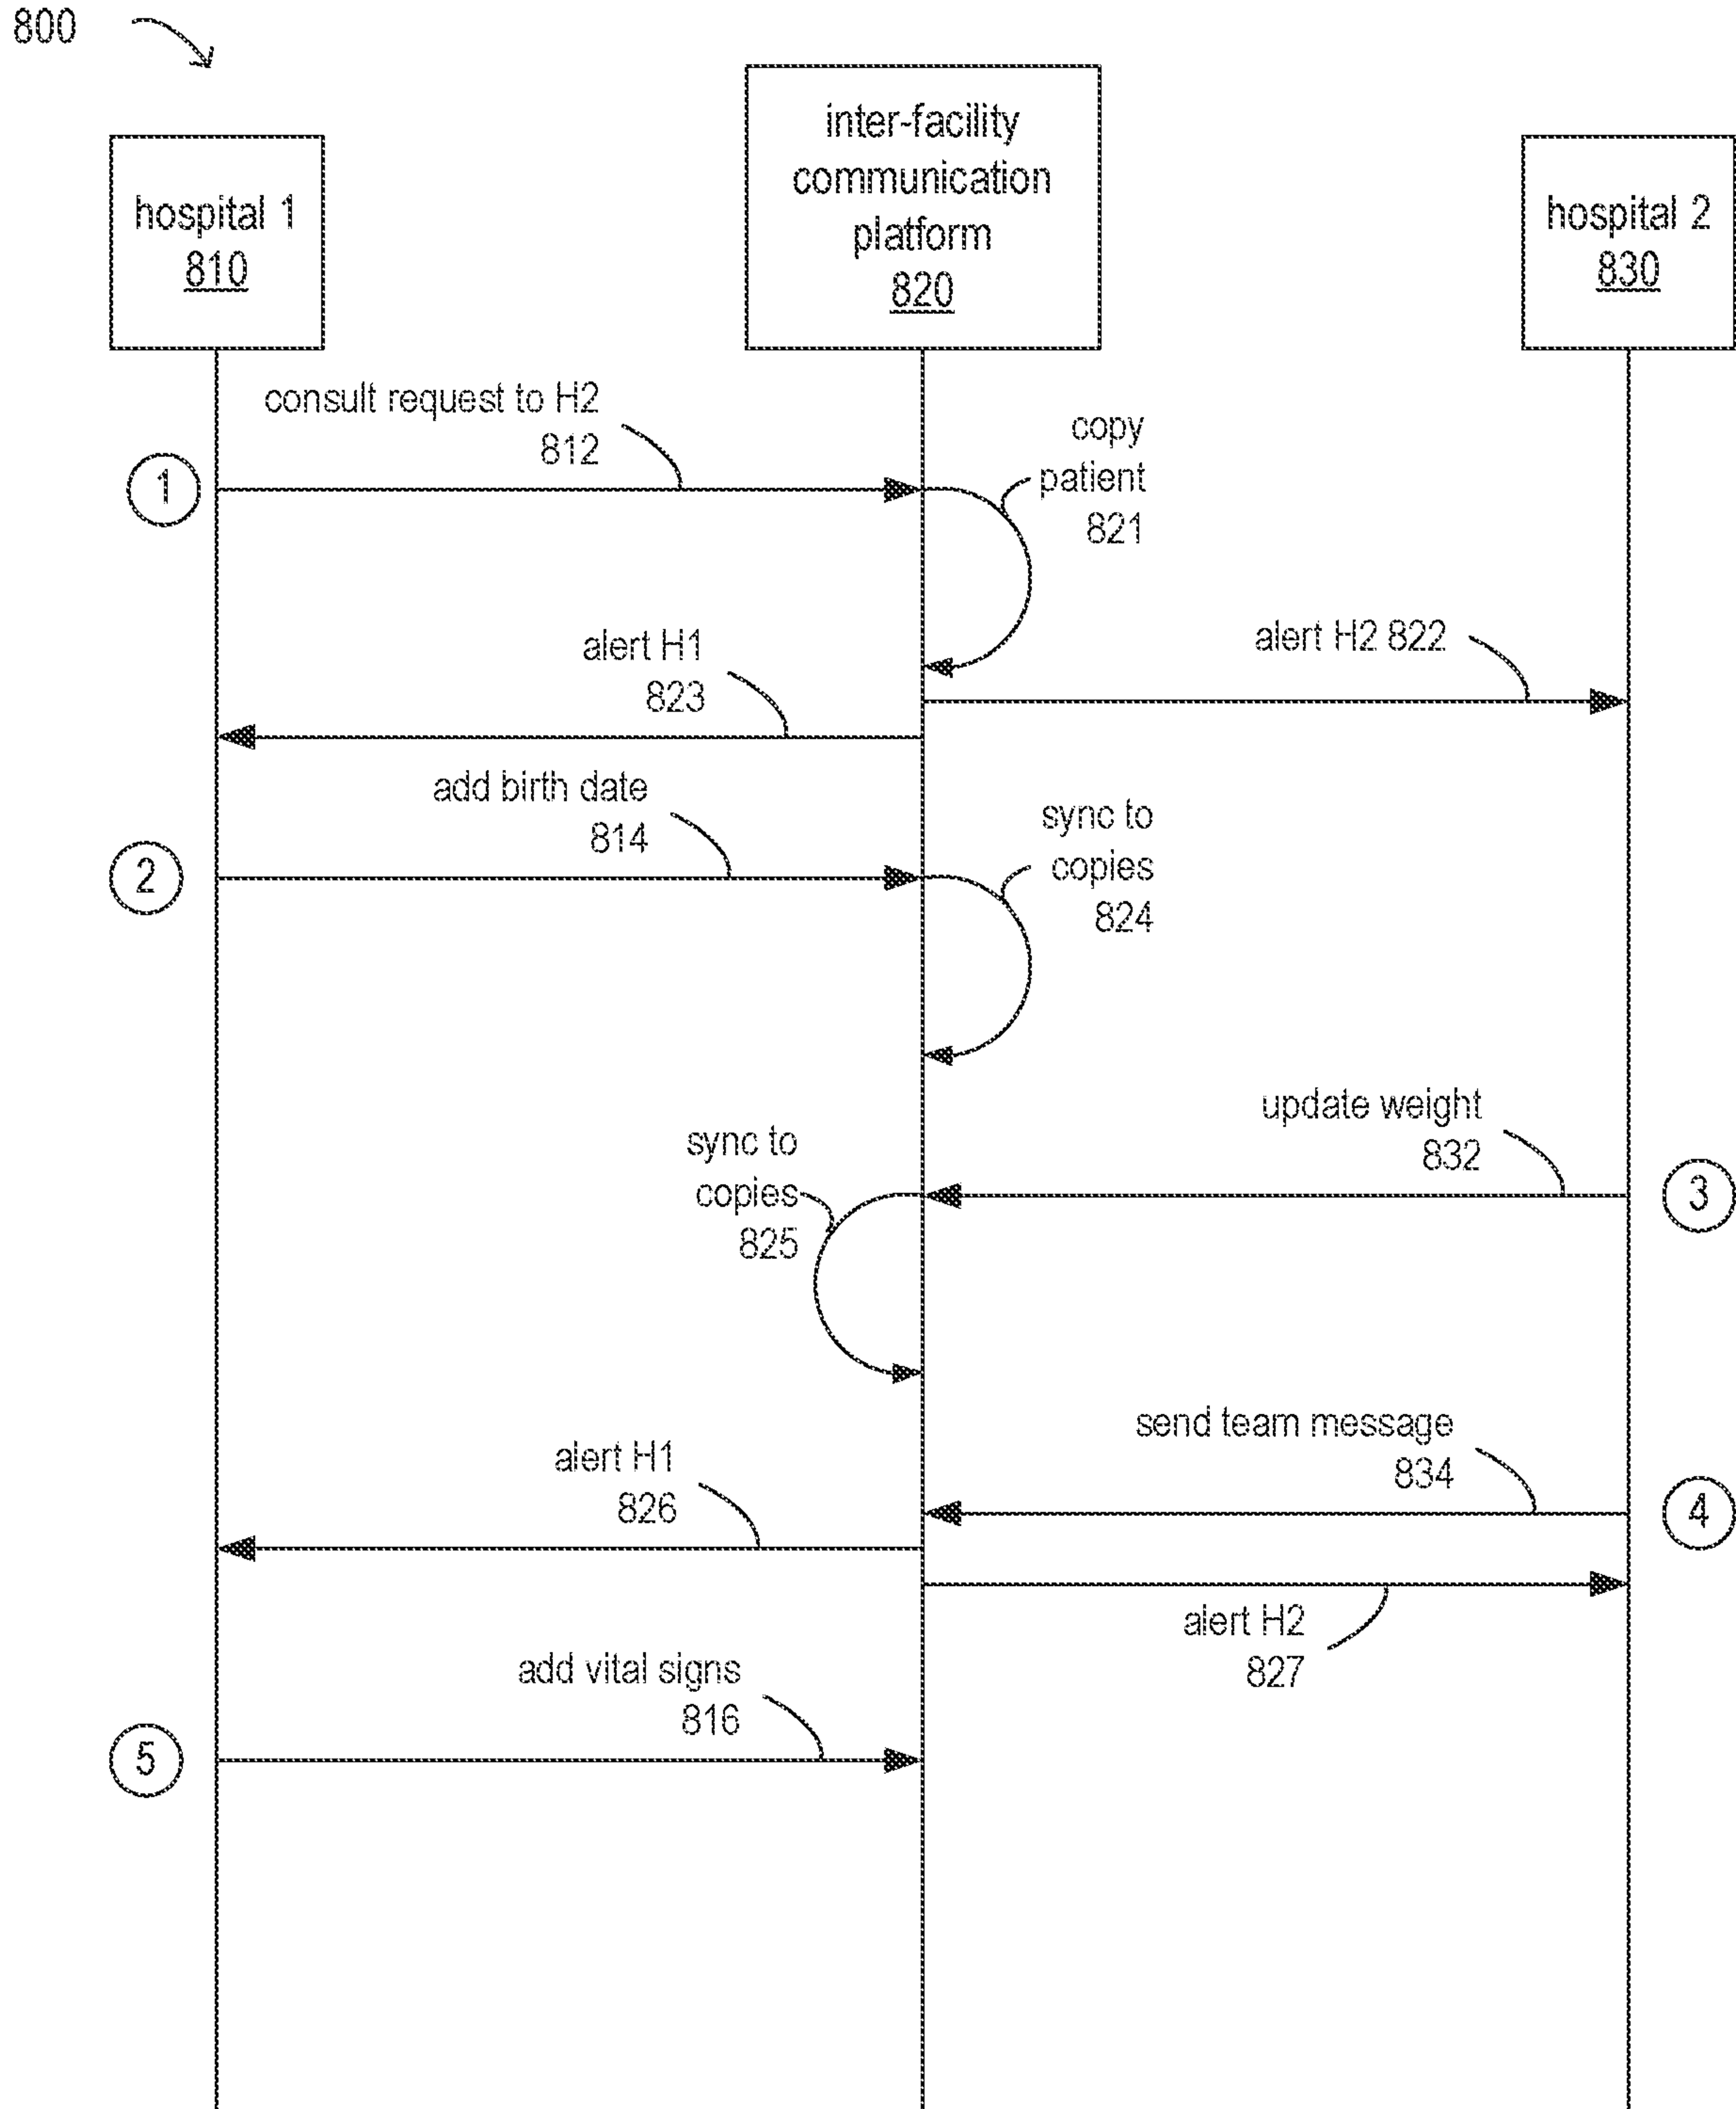 800
hospital 1
810
inter-facility
communication
platform
820
hospital 2
830
consult request to H2
812
1
copy
patient
821
alert H1
823
alert H2 822
add birth date
814
2
sync to
copies
824
update weight
832
3
sync to
copies
825
send team message
834
4
alert H1
826
alert H2
827
add vital signs
816
5